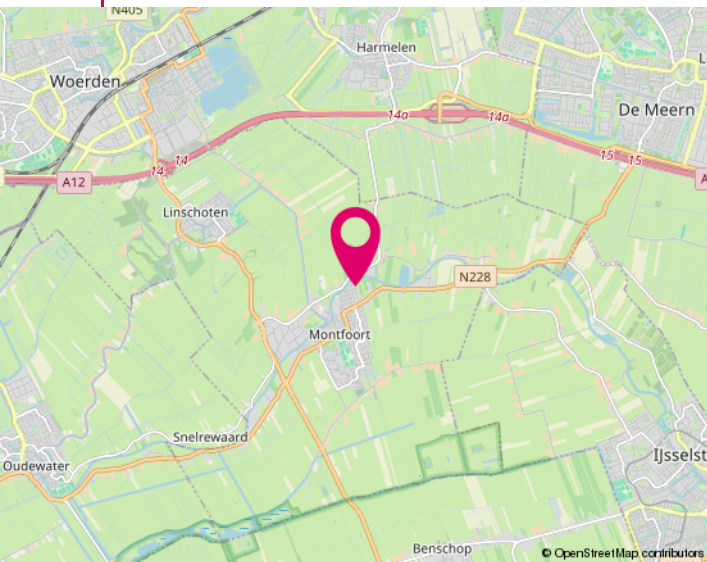 N405
Harmelen
Woerden
De Meern
14a
14a
14
14
15
15
A12
A
Linschoten
N228
Montfoort
Snelrewaard
Oudewater
IJsselst
Benschop
© OpenStreetMap contributors